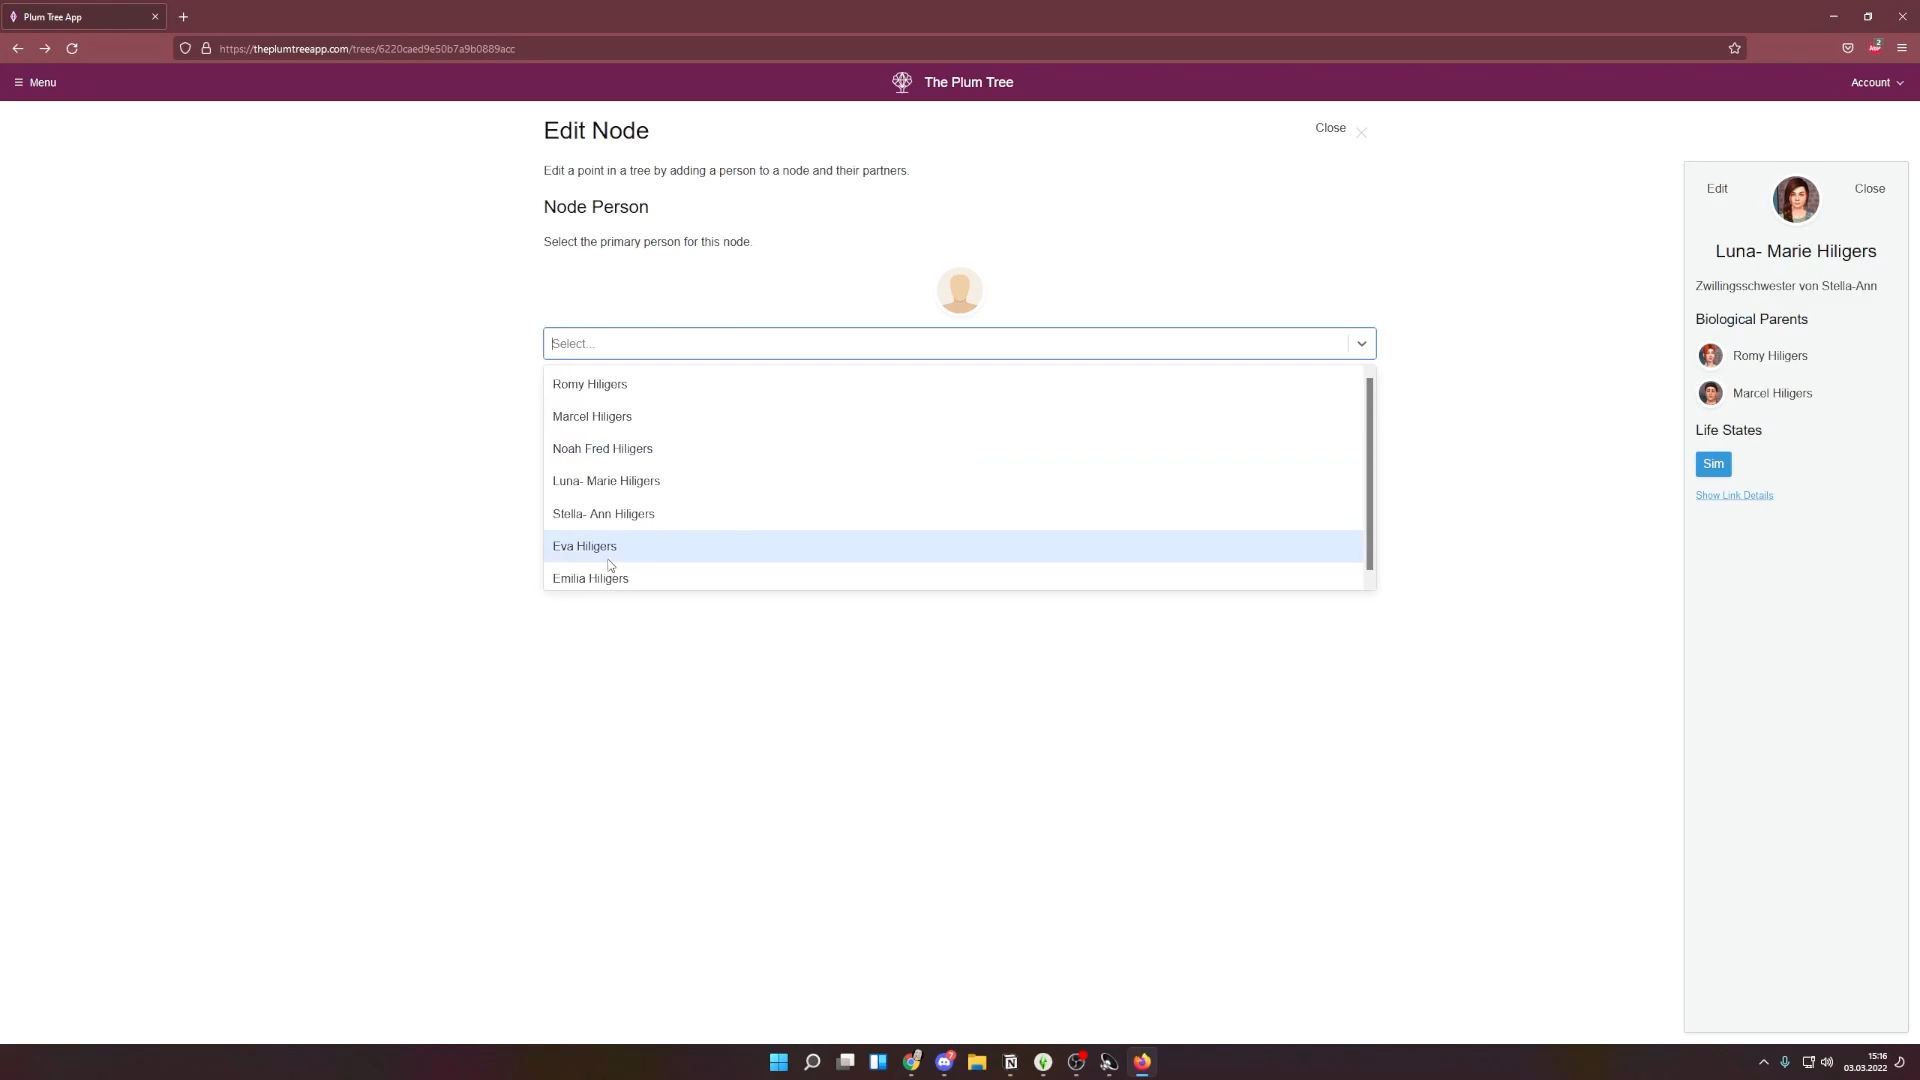 Plum Tree App
https://theplumtreeapp.com/trees/6220caed9e50b7a9b0889acc
2
Menu
The Plum Tree
Account
Edit Node
Close
Edit a point in a tree by adding a person to a node and their partners.
Node Person
Select the primary person for this node.
Select...
Romy Hiligers
Marcel Hiligers
Noah Fred Hiligers
Luna- Marie Hiligers
Stella- Ann Hiligers
Eva Hiligers
Emilia Hiligers
Edit
Close
Luna- Marie Hiligers
Zwillingsschwester von Stella-Ann
Biological Parents
Romy Hiligers
Marcel Hiligers
Life States
Sim
Show Link Details
15:16
03.03.2022